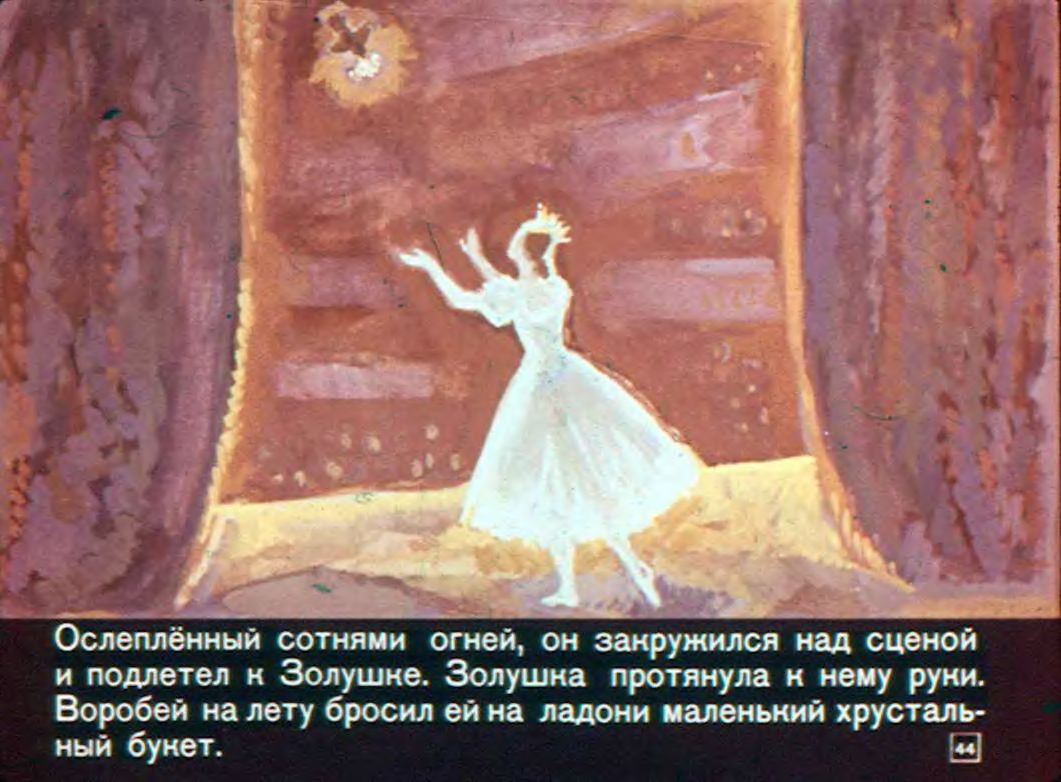 Ослеплённый сотнями огней, он закружился над сценой
и подлетел к Золушке. Золушка протянула к нему руки.
Воробей на лету бросил ей на ладони маленький хрусталь-
ный букет.
44